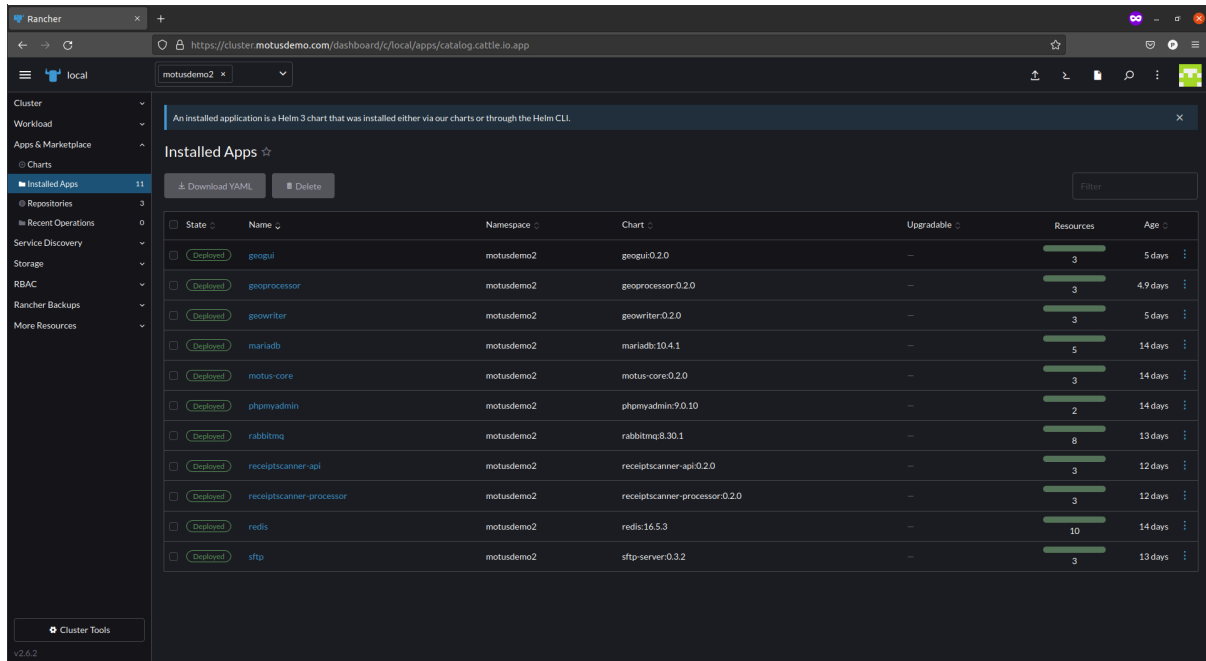 Rancher
https://cluster.motusdemo.com/dashboard/c/local/apps/catalog.cattle.io.app
local
motusdemo2 ×
Cluster
Workload
Apps & Marketplace
Charts
Installed Apps 11
Repositories 3
Recent Operations 0
Service Discovery
Storage
RBAC
Rancher Backups
More Resources
Cluster Tools
v2.6.2
An installed application is a Helm 3 chart that was installed either via our charts or through the Helm CLI.
Installed Apps
Download YAML Delete Filter
State Name Namespace Chart Upgradable Resources Age
Deployed geogui motusdemo2 geogui:0.2.0 — 3 5 days
Deployed geoprocessor motusdemo2 geoprocessor:0.2.0 — 3 4.9 days
Deployed geowriter motusdemo2 geowriter:0.2.0 — 3 5 days
Deployed mariadb motusdemo2 mariadb:10.4.1 — 5 14 days
Deployed motus-core motusdemo2 motus-core:0.2.0 — 3 14 days
Deployed phpmyadmin motusdemo2 phpmyadmin:9.0.10 — 2 14 days
Deployed rabbitmq motusdemo2 rabbitmq:8.30.1 — 8 13 days
Deployed receiptscanner-api motusdemo2 receiptscanner-api:0.2.0 — 3 12 days
Deployed receiptscanner-processor motusdemo2 receiptscanner-processor:0.2.0 — 3 12 days
Deployed redis motusdemo2 redis:16.5.3 — 10 14 days
Deployed sftp motusdemo2 sftp-server:0.3.2 — 3 13 days